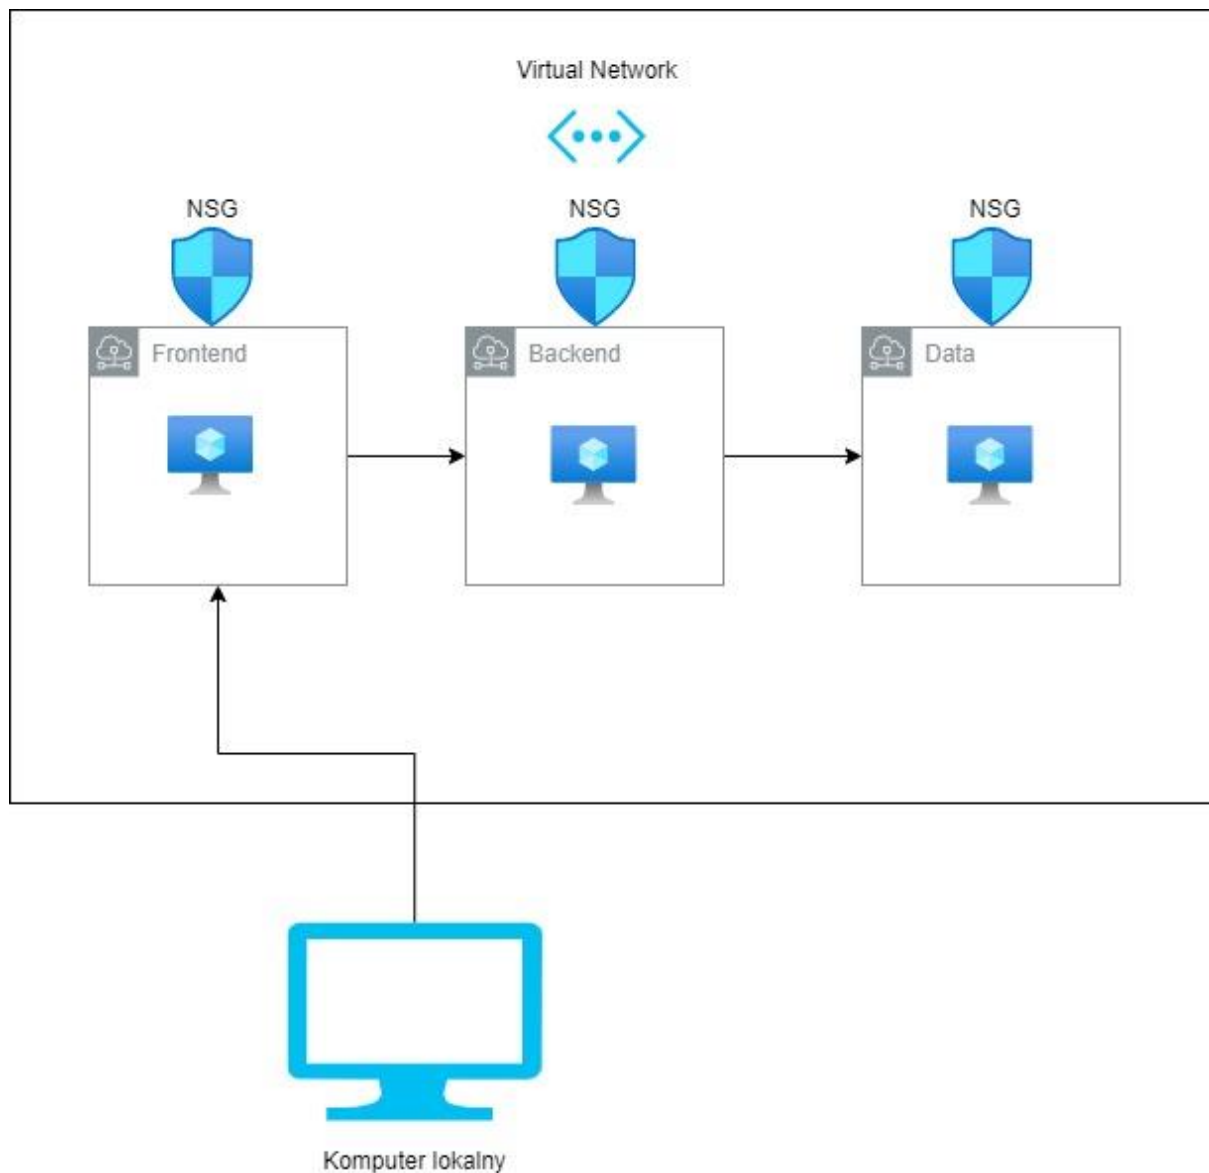 Virtual Network
NSG
NSG
NSG
Frontend
Backend
Data
Komputer lokalny